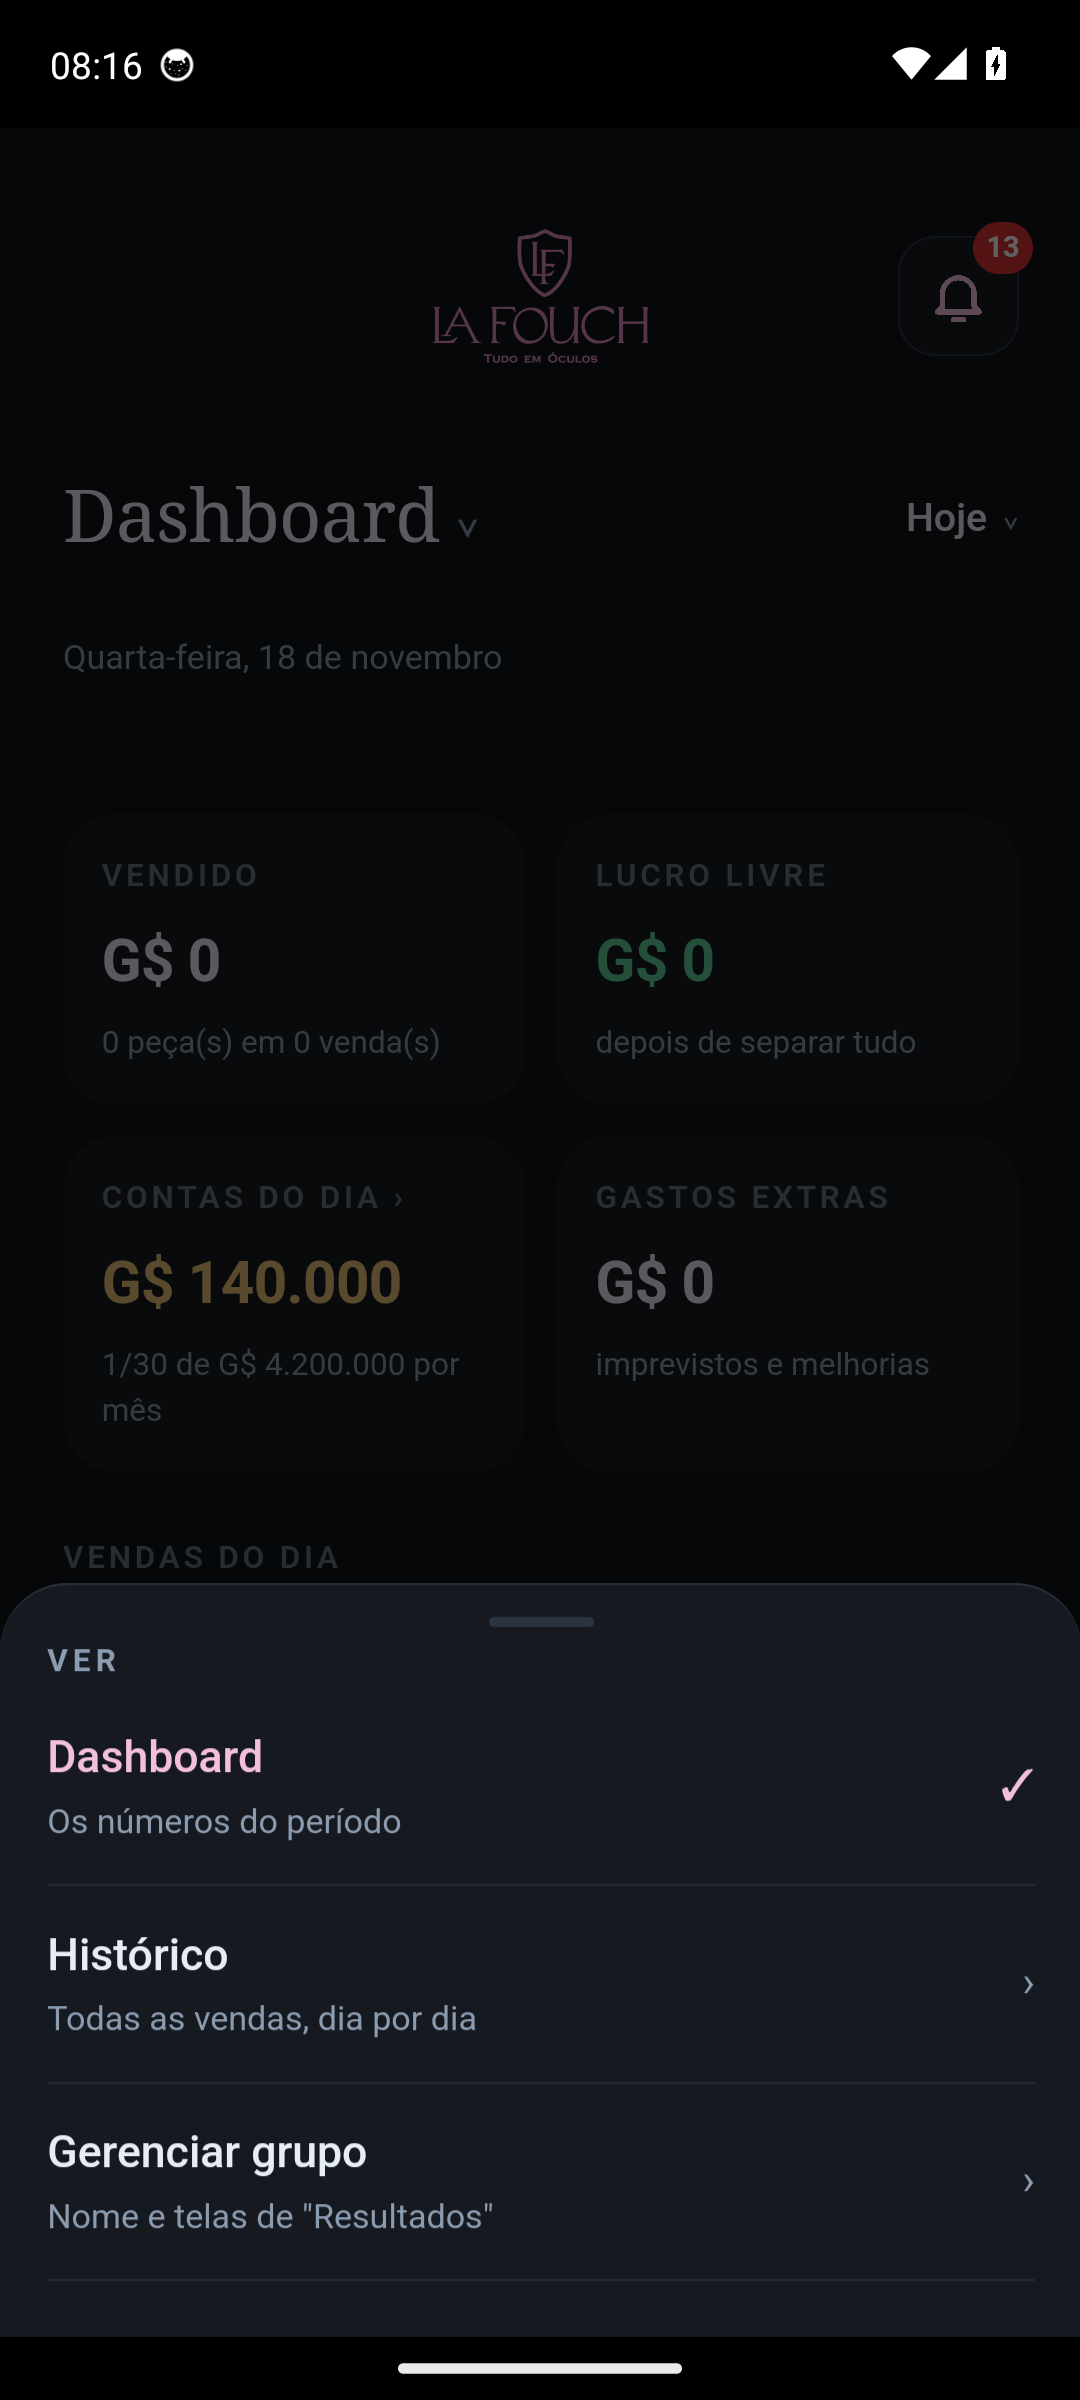 08:16
13
LF
LA FOUCH
TUDO EM ÓCULOS
Dashboard
Hoje
Quarta-feira, 18 de novembro
VENDIDO
G$ 0
0 peça(s) em 0 venda(s)
LUCRO LIVRE
G$ 0
depois de separar tudo
CONTAS DO DIA ›
G$ 140.000
1/30 de G$ 4.200.000 por
mês
GASTOS EXTRAS
G$ 0
imprevistos e melhorias
VENDAS DO DIA
VER
Dashboard
✓
Os números do período
Histórico
›
Todas as vendas, dia por dia
Gerenciar grupo
›
Nome e telas de "Resultados"